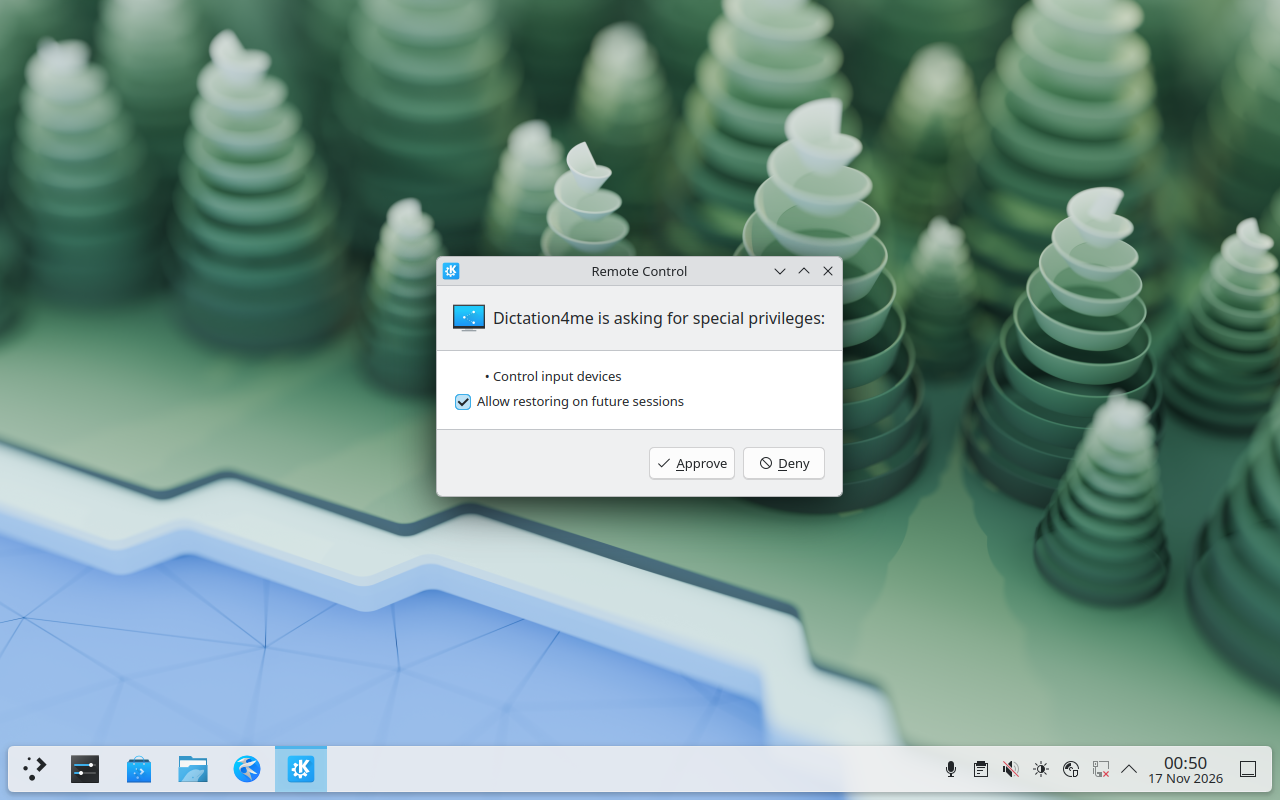 Remote Control
Dictation4me is asking for special privileges:
• Control input devices
Allow restoring on future sessions
Approve
Deny
00:50
17 Nov 2026